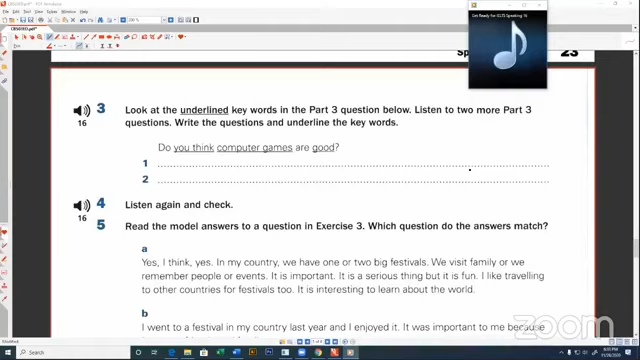 CB502053.pdf*
Get Ready for IELTS Speaking 16
200%
Sp
23
16
3 Look at the underlined key words in the Part 3 question below. Listen to two more Part 3
questions. Write the questions and underline the key words.
Do you think computer games are good?
1
2
16
4 Listen again and check.
5 Read the model answers to a question in Exercise 3. Which question do the answers match?
a
Yes, I think, yes. In my country, we have one or two big festivals. We visit family or we
remember people or events. It is important. It is a serious thing but it is fun. I like travelling
to other countries for festivals too. It is interesting to learn about the world.
b
I went to a festival in my country last year and I enjoyed it. It was important to me because
Modified
zoom